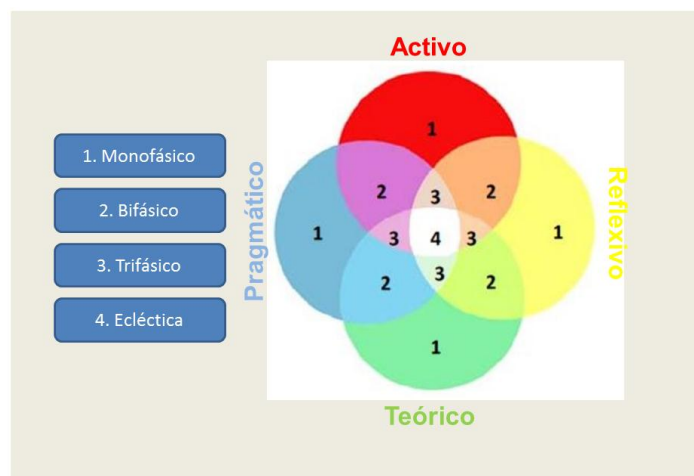 Activo
1. Monofásico
2. Bifásico
3. Trifásico
4. Ecléctica
Pragmático
1
2 3 2
1 3 4 3 1
2 3 2
1
Reflexivo
Teórico